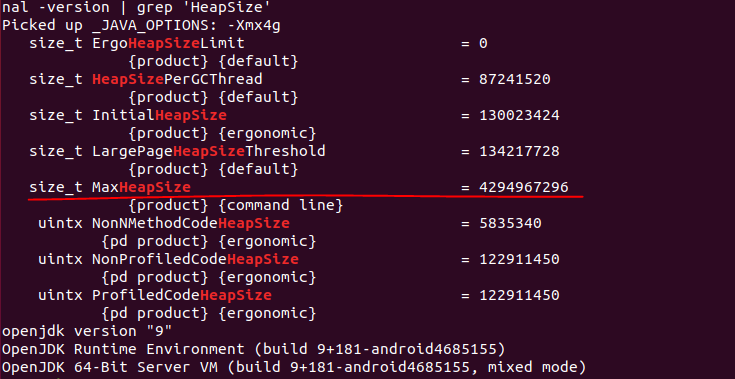 nal -version | grep 'HeapSize'
Picked up _JAVA_OPTIONS: -Xmx4g
size_t ErgoHeapSizeLimit = 0
{product} {default}
size_t HeapSizePerGCThread = 87241520
{product} {default}
size_t InitialHeapSize = 130023424
{product} {ergonomic}
size_t LargePageHeapSizeThreshold = 134217728
{product} {default}
size_t MaxHeapSize = 4294967296
{product} {command line}
uintx NonNMethodCodeHeapSize = 5835340
{pd product} {ergonomic}
uintx NonProfiledCodeHeapSize = 122911450
{pd product} {ergonomic}
uintx ProfiledCodeHeapSize = 122911450
{pd product} {ergonomic}
openjdk version "9"
OpenJDK Runtime Environment (build 9+181-android4685155)
OpenJDK 64-Bit Server VM (build 9+181-android4685155, mixed mode)